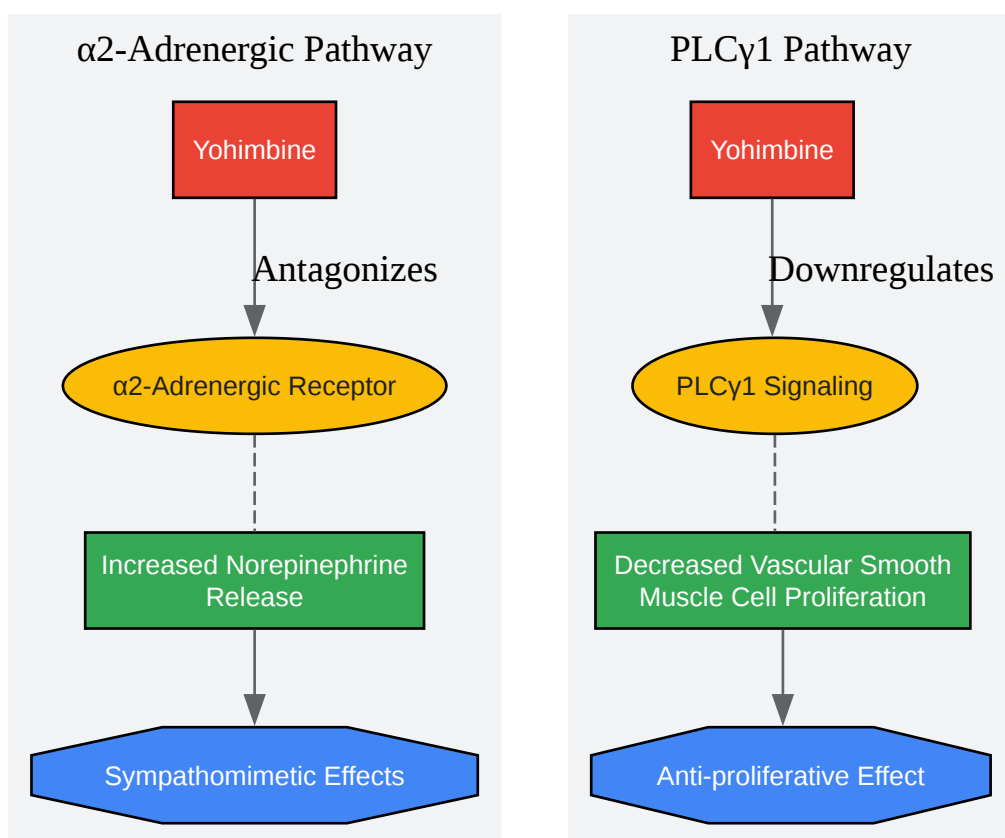 α2-Adrenergic Pathway
Yohimbine
Antagonizes
α2-Adrenergic Receptor
Increased Norepinephrine
Release
Sympathomimetic Effects
PLCγ1 Pathway
Yohimbine
Downregulates
PLCγ1 Signaling
Decreased Vascular Smooth
Muscle Cell Proliferation
Anti-proliferative Effect